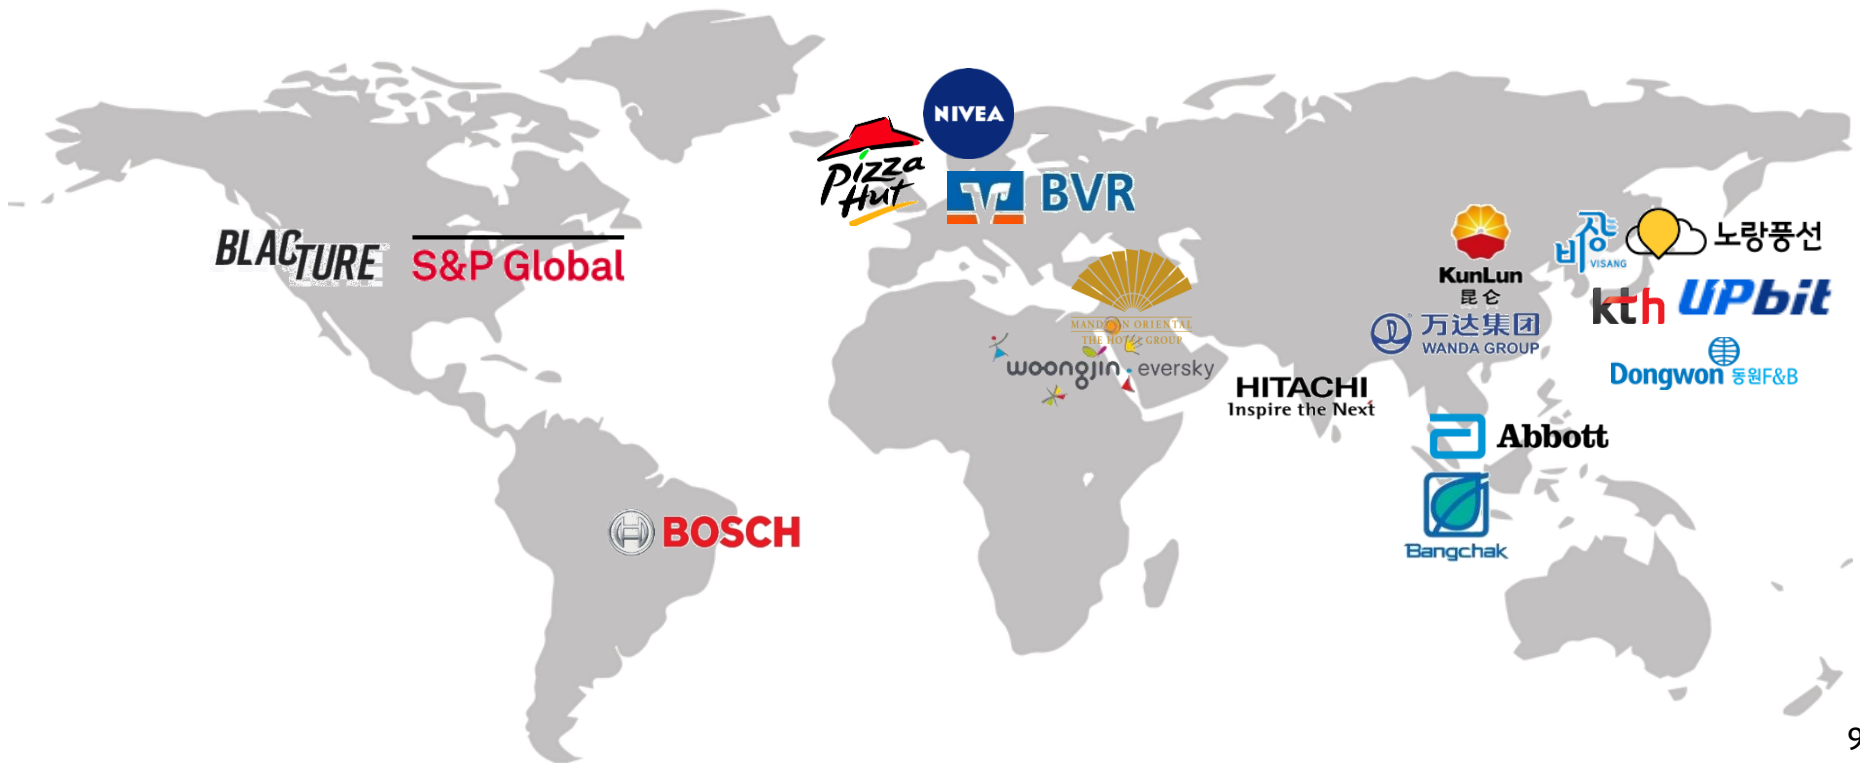 NIVEA
Pizza
Hut
BVR
BLACTURE
S&P Global
KunLun
昆仑
비상
VISANG
노랑풍선
kth
UPbit
万达集团
WANDA GROUP
Dongwon 동원F&B
MANDARIN ORIENTAL
THE HOTEL GROUP
woongjin eversky
HITACHI
Inspire the Next
Abbott
Bangchak
BOSCH
9